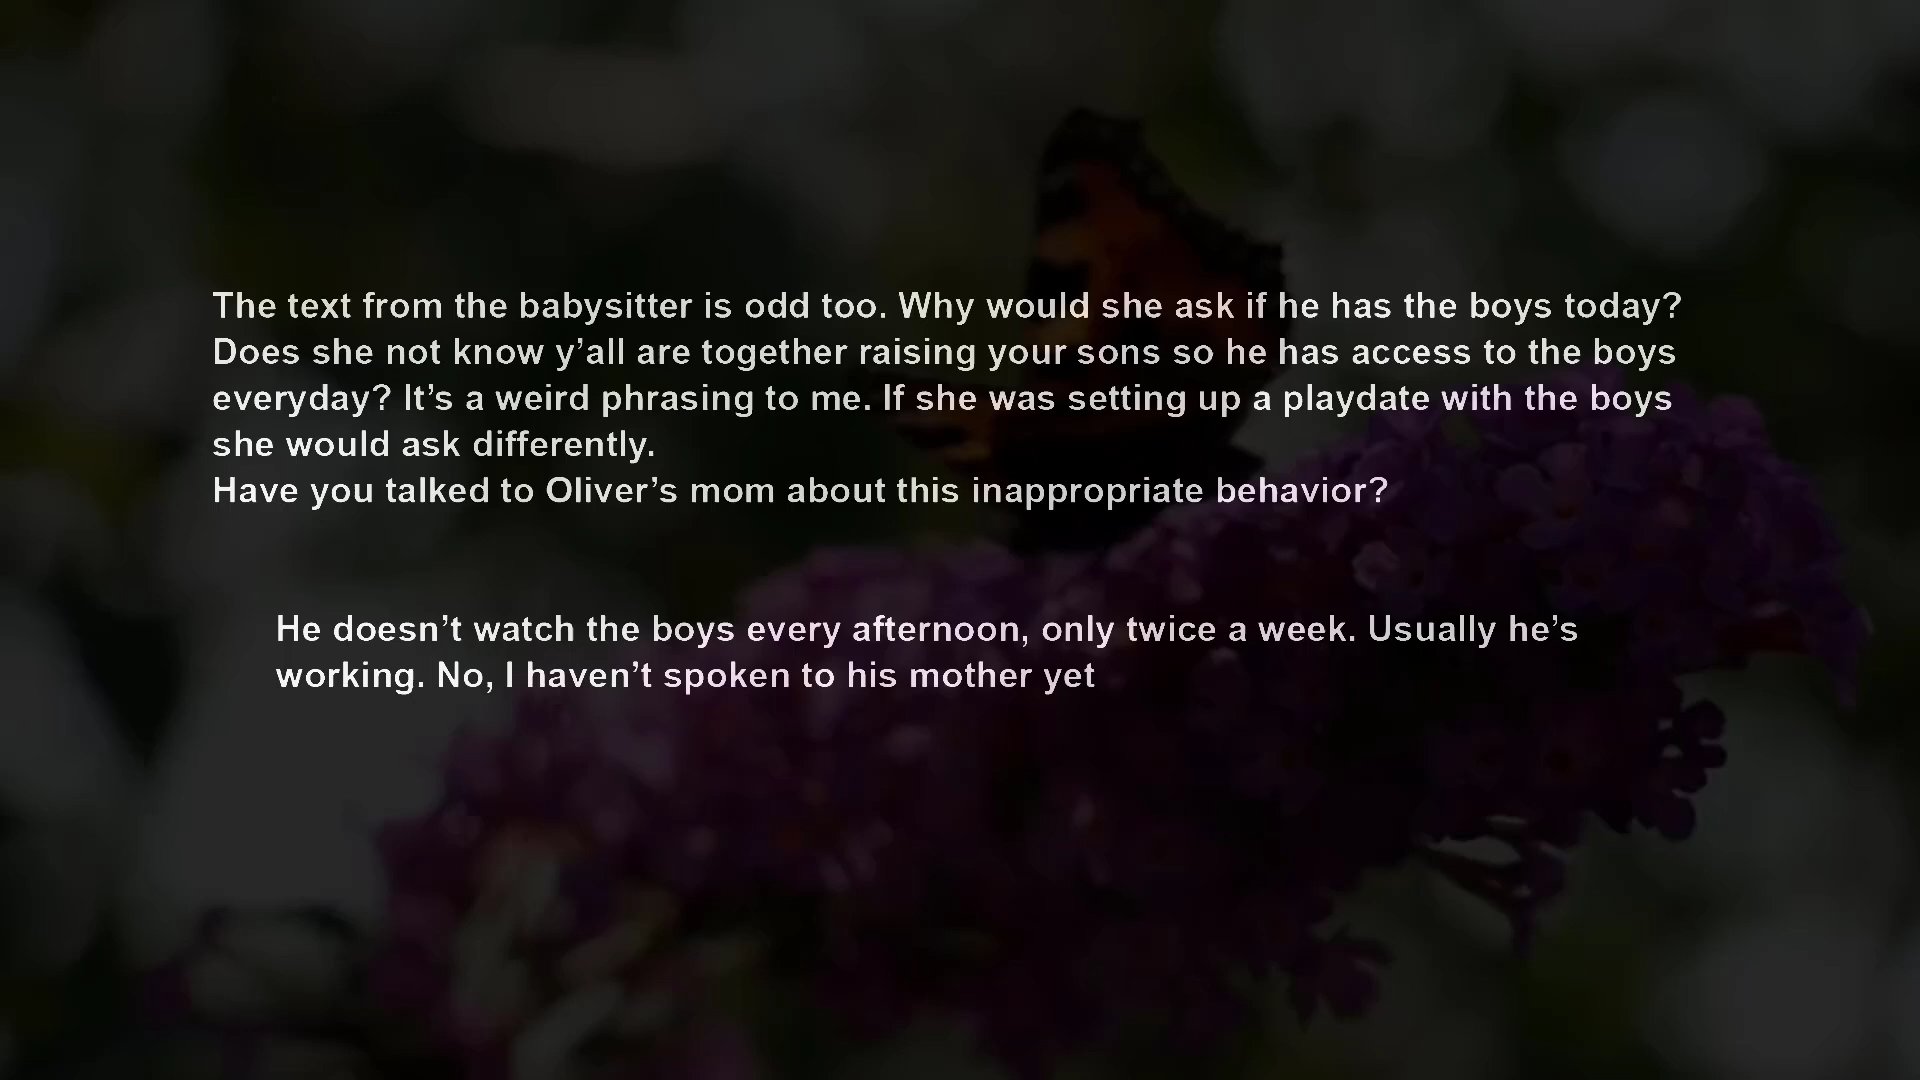 The text from the babysitter is odd too. Why would she ask if he has the boys today?
Does she not know y’all are together raising your sons so he has access to the boys
everyday? It’s a weird phrasing to me. If she was setting up a playdate with the boys
she would ask differently.
Have you talked to Oliver’s mom about this inappropriate behavior?
He doesn’t watch the boys every afternoon, only twice a week. Usually he’s
working. No, I haven’t spoken to his mother yet